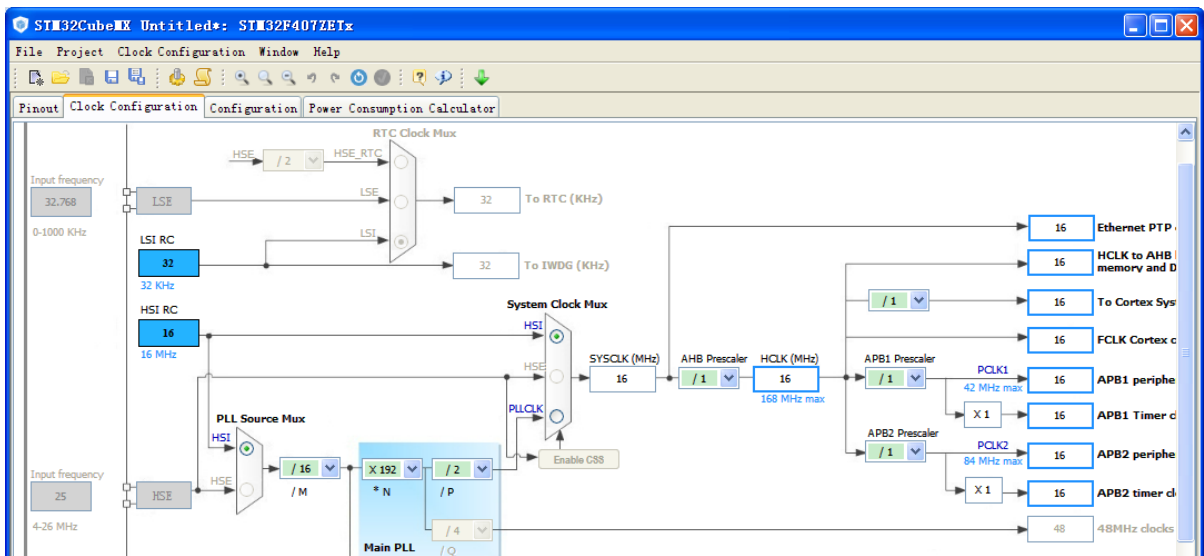 STM32CubeMX Untitled*: STM32F407ZETx
File Project Clock Configuration Window Help
Pinout Clock Configuration Configuration Power Consumption Calculator
RTC Clock Mux
HSE / 2 HSE_RTC
Input frequency
32.768
0-1000 KHz
LSE
LSE
32
To RTC (KHz)
LSI RC
32
32 KHz
LSI
32
To IWDG (KHz)
HSI RC
16
16 MHz
System Clock Mux
HSI
HSE
PLLCLK
Enable CSS
SYSCLK (MHz)
16
AHB Prescaler
/ 1
HCLK (MHz)
16
168 MHz max
16
Ethernet PTP
16
HCLK to AHB
memory and D
/ 1
16
To Cortex Sys
16
FCLK Cortex c
APB1 Prescaler
/ 1
PCLK1
42 MHz max
16
APB1 periphe
X 1
16
APB1 Timer cl
APB2 Prescaler
/ 1
PCLK2
84 MHz max
16
APB2 periphe
X 1
16
APB2 timer cl
48
48MHz clocks
PLL Source Mux
HSI
HSE
Input frequency
25
4-26 MHz
HSE
/ 16
/ M
X 192
* N
/ 2
/ P
/ 4
/ Q
Main PLL